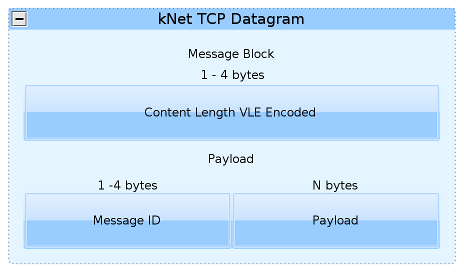 kNet TCP Datagram
Message Block
1 - 4 bytes
Content Length VLE Encoded
Payload
1 -4 bytes
N bytes
Message ID
Payload